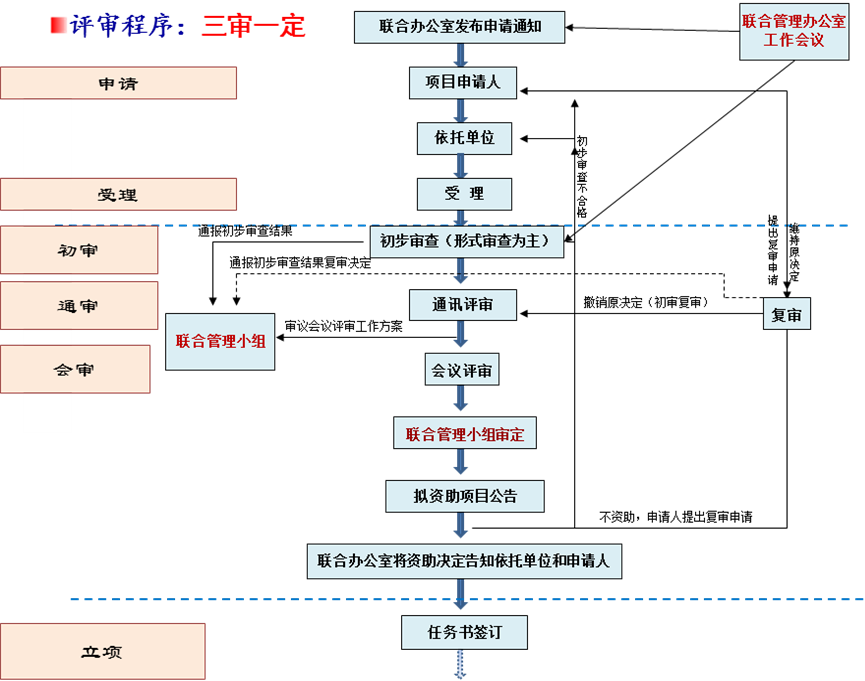 评审程序：三审一定
联合办公室发布申请通知
联合管理办公室
工作会议
申请
项目申请人
依托单位
初步审查不合格
受理
受 理
提出复审申请
维持原决定
通报初步审查结果
初审
初步审查（形式审查为主）
通报初步审查结果复审决定
通审
通讯评审
撤销原决定（初审复审）
复审
联合管理小组
审议会议评审工作方案
会审
会议评审
联合管理小组审定
拟资助项目公告
不资助，申请人提出复审申请
联合办公室将资助决定告知依托单位和申请人
立项
任务书签订